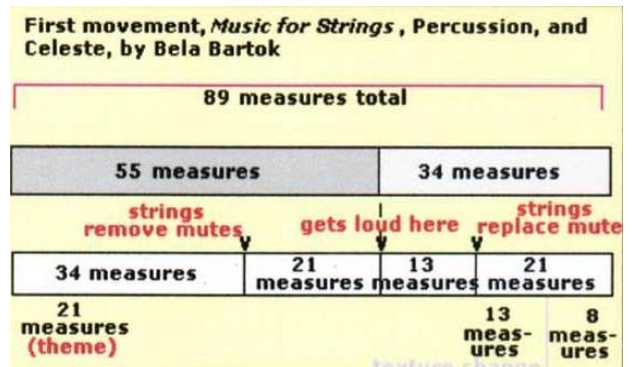 First movement, Music for Strings, Percussion, and
Celeste, by Bela Bartok
89 measures total
55 measures
34 measures
strings
remove mutes
gets loud here
strings
replace mute
34 measures
21
measures
13
measures
21
measures
21
measures
(theme)
13
meas-
ures
8
meas-
ures
texture change